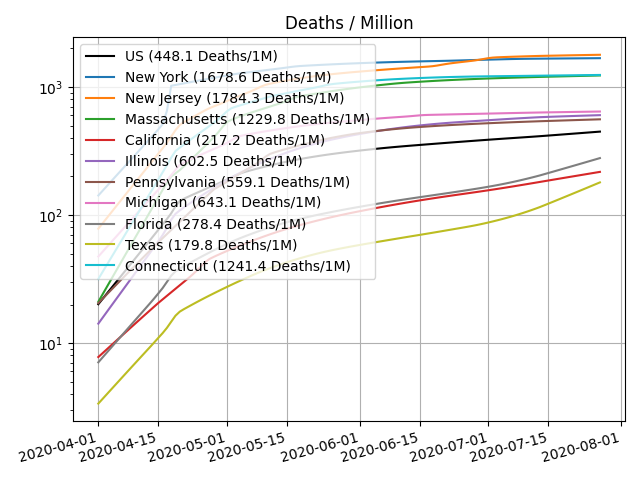 Deaths / Million
US (448.1 Deaths/1M)
New York (1678.6 Deaths/1M)
New Jersey (1784.3 Deaths/1M)
Massachusetts (1229.8 Deaths/1M)
California (217.2 Deaths/1M)
Illinois (602.5 Deaths/1M)
Pennsylvania (559.1 Deaths/1M)
Michigan (643.1 Deaths/1M)
Florida (278.4 Deaths/1M)
Texas (179.8 Deaths/1M)
Connecticut (1241.4 Deaths/1M)
10³
10²
10¹
2020-04-01 2020-04-15 2020-05-01 2020-05-15 2020-06-01 2020-06-15 2020-07-01 2020-07-15 2020-08-01